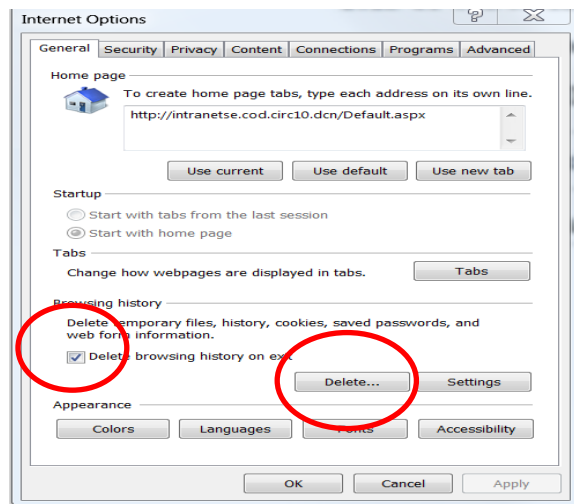 Internet Options
General Security Privacy Content Connections Programs Advanced
Home page
To create home page tabs, type each address on its own line.
http://intranetse.cod.circ10.dcn/Default.aspx
Use current Use default Use new tab
Startup
Start with tabs from the last session
Start with home page
Tabs
Change how webpages are displayed in tabs. Tabs
Browsing history
Delete temporary files, history, cookies, saved passwords, and
web form information.
Delete browsing history on exit
Delete... Settings
Appearance
Colors Languages Fonts Accessibility
OK Cancel Apply